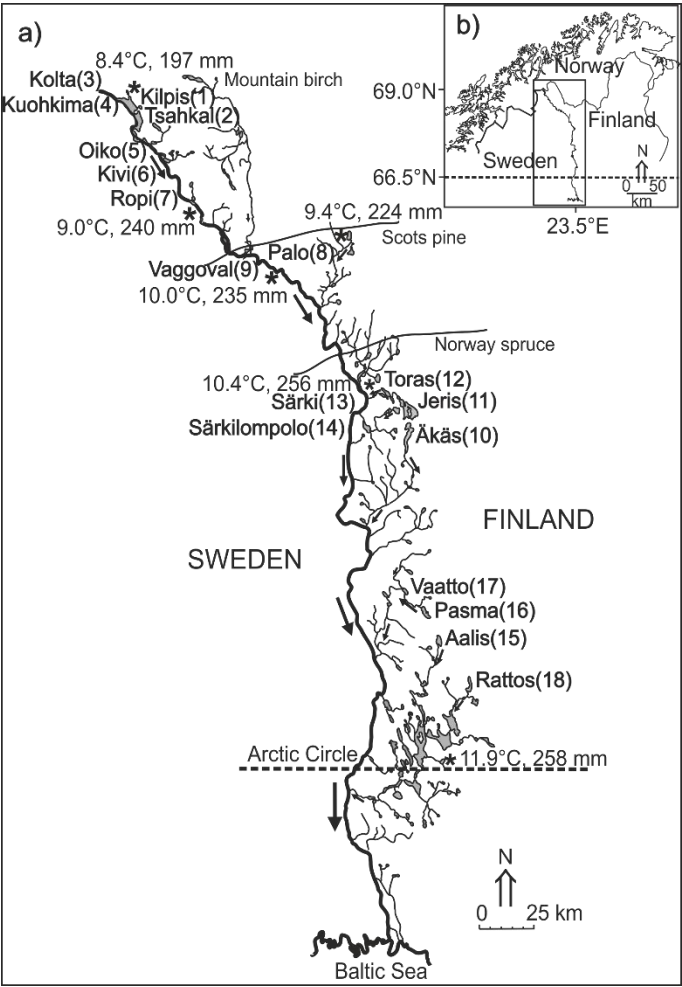 a)
8.4°C, 197 mm
Kolta(3)
Kilpis(1)
Mountain birch
Kuohkima(4)
Tsahkal(2)
Oiko(5)
Kivi(6)
Ropi(7)
9.0°C, 240 mm
9.4°C, 224 mm
Scots pine
Palo(8)
Vaggoval(9)
10.0°C, 235 mm
Norway spruce
10.4°C, 256 mm
Toras(12)
Särki(13)
Jeris(11)
Särkilompolo(14)
Äkäs(10)
FINLAND
SWEDEN
Vaatto(17)
Pasma(16)
Aalis(15)
Rattos(18)
Arctic Circle
11.9°C, 258 mm
N
0 25 km
Baltic Sea
b)
Norway
69.0°N
Finland
Sweden
N
66.5°N
0 50
km
23.5°E